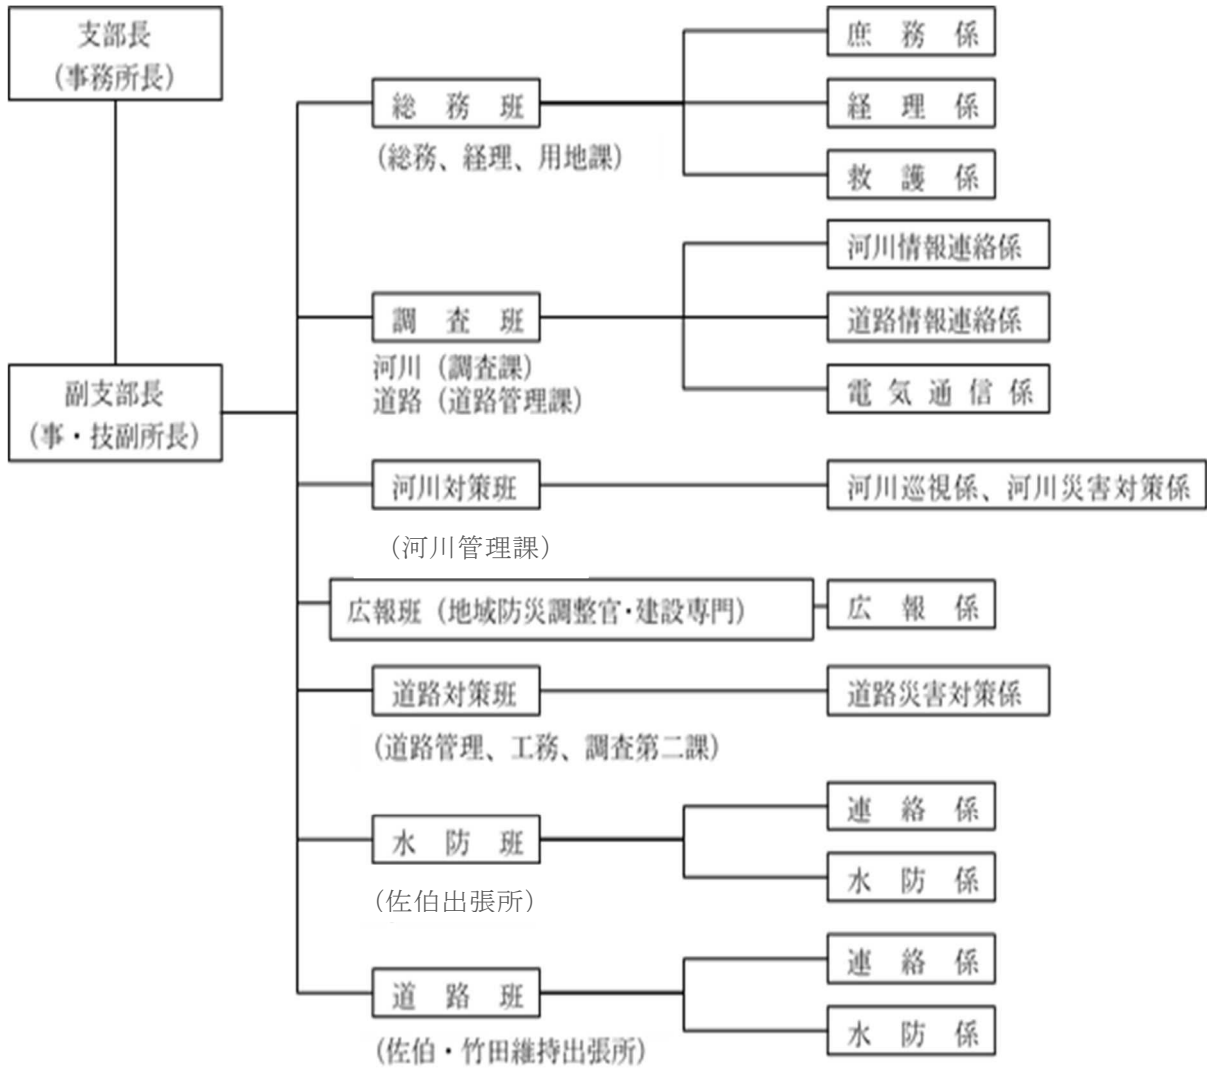 支部長
(事務所長)
副支部長
(事・技副所長)
総務班
(総務、経理、用地課)
庶務係
経理係
救護係
調査班
河川(調査課)
道路(道路管理課)
河川情報連絡係
道路情報連絡係
電気通信係
河川対策班
(河川管理課)
河川巡視係、河川災害対策係
広報班(地域防災調整官・建設専門)
広報係
道路対策班
(道路管理、工務、調査第二課)
道路災害対策係
水防班
(佐伯出張所)
連絡係
水防係
道路班
(佐伯・竹田維持出張所)
連絡係
水防係